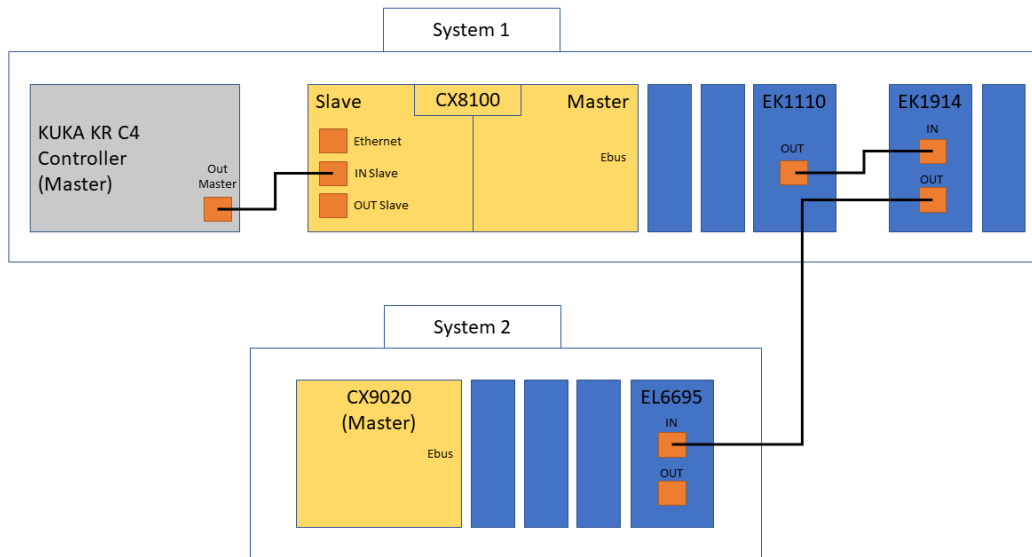 System 1
KUKA KR C4
Controller
(Master)
Out
Master
Slave
CX8100
Master
Ethernet
IN Slave
OUT Slave
Ebus
EK1110
OUT
EK1914
IN
OUT
System 2
CX9020
(Master)
Ebus
EL6695
IN
OUT